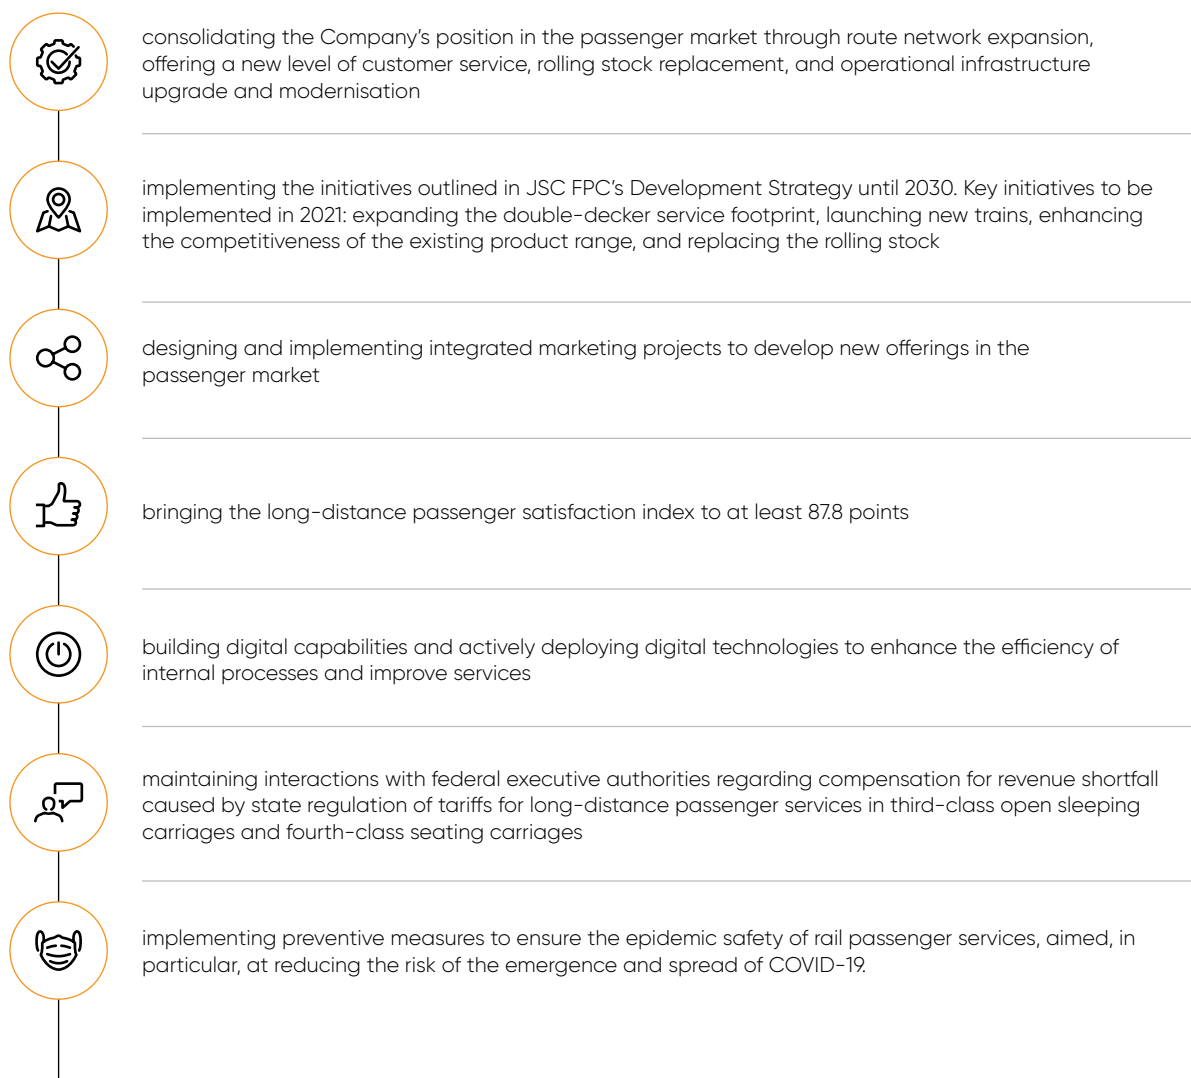 consolidating the Company’s position in the passenger market through route network expansion,
offering a new level of customer service, rolling stock replacement, and operational infrastructure
upgrade and modernisation
implementing the initiatives outlined in JSC FPC’s Development Strategy until 2030. Key initiatives to be
implemented in 2021: expanding the double-decker service footprint, launching new trains, enhancing
the competitiveness of the existing product range, and replacing the rolling stock
designing and implementing integrated marketing projects to develop new offerings in the
passenger market
bringing the long-distance passenger satisfaction index to at least 87.8 points
building digital capabilities and actively deploying digital technologies to enhance the efficiency of
internal processes and improve services
maintaining interactions with federal executive authorities regarding compensation for revenue shortfall
caused by state regulation of tariffs for long-distance passenger services in third-class open sleeping
carriages and fourth-class seating carriages
implementing preventive measures to ensure the epidemic safety of rail passenger services, aimed, in
particular, at reducing the risk of the emergence and spread of COVID-19.